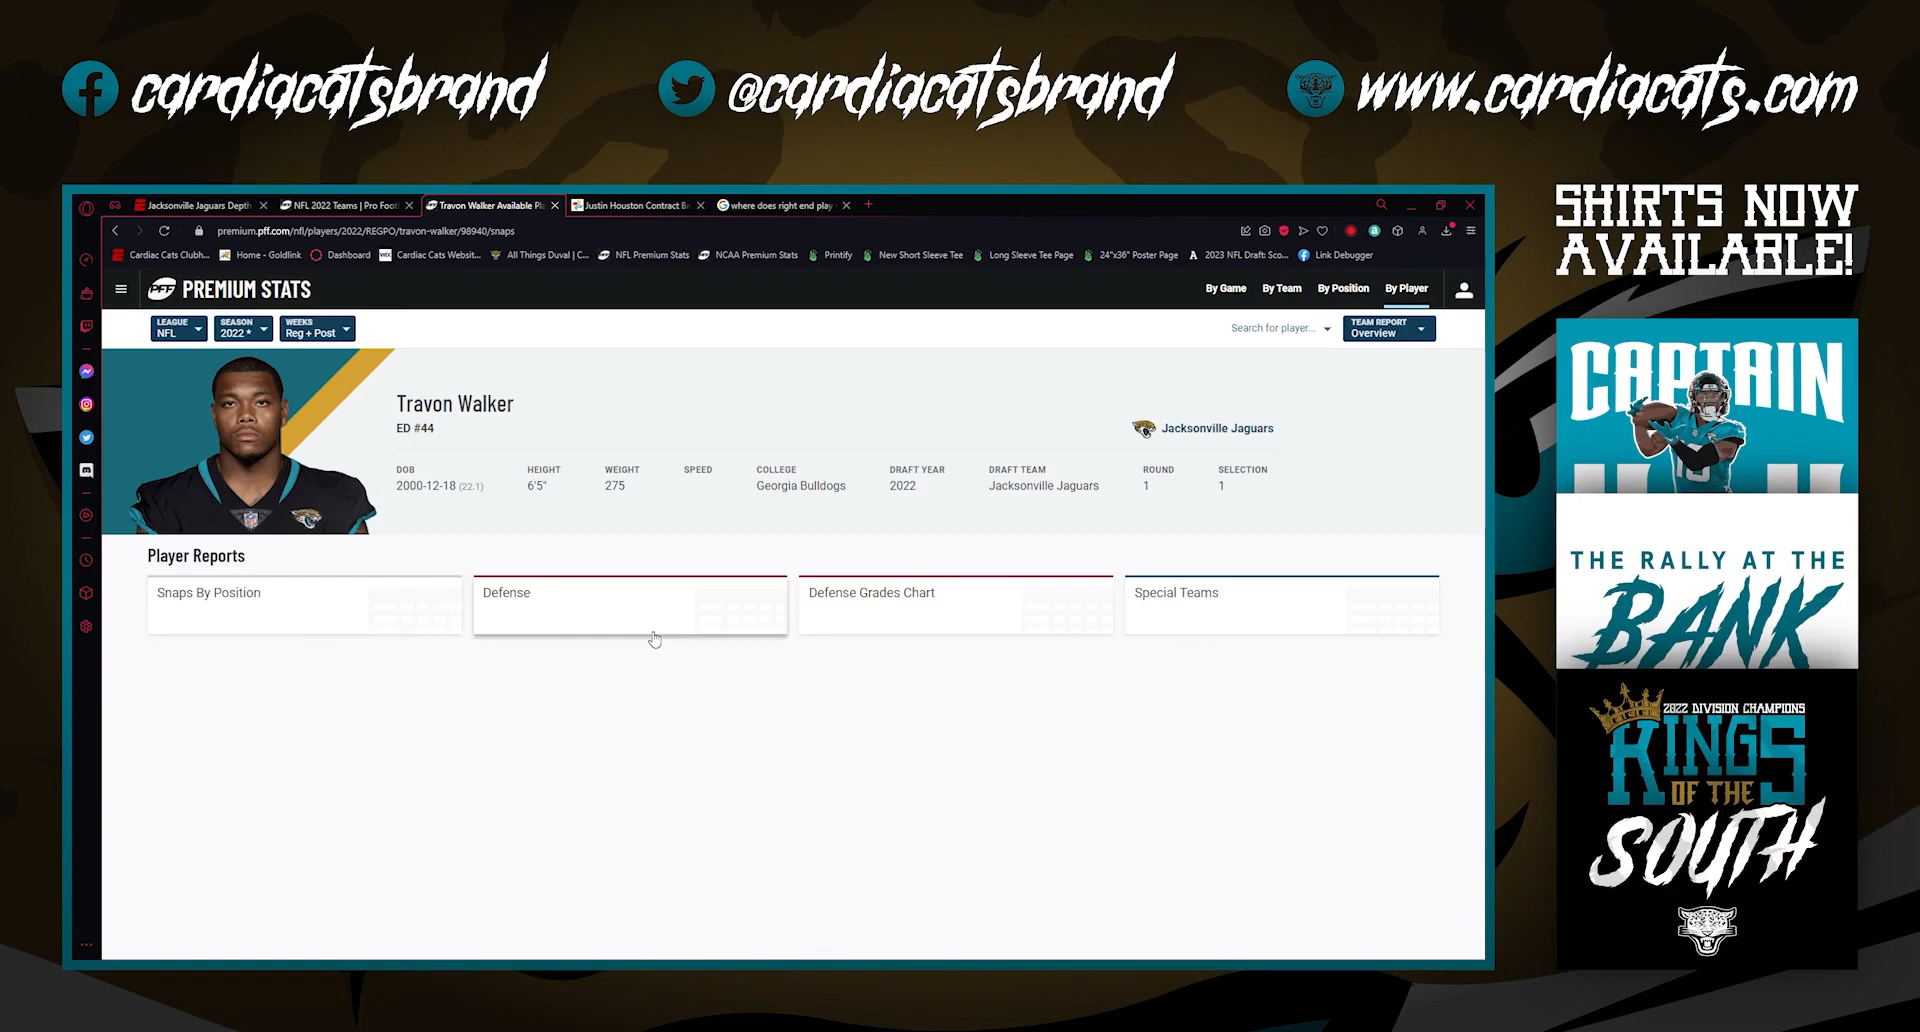 cardiacatsbrand
@cardiacatsbrand
www.cardiacats.com
SHIRTS NOW
AVAILABLE!
Jacksonville Jaguars Depth
NFL 2022 Teams | Pro Foot
Travon Walker Available Pl
Justin Houston Contract Br
where does right end play
premium.pff.com/nfl/players/2022/REGPO/travon-walker/98940/snaps
Cardiac Cats Clubh...
Home - Goldlink
Dashboard
WIX
Cardiac Cats Websit...
All Things Duval | C...
NFL Premium Stats
NCAA Premium Stats
Printify
New Short Sleeve Tee
Long Sleeve Tee Page
24"x36" Poster Page
2023 NFL Draft: Sco...
Link Debugger
PFF PREMIUM STATS
By Game
By Team
By Position
By Player
LEAGUE
NFL
SEASON
2022 *
WEEKS
Reg + Post
Search for player...
TEAM REPORT
Overview
Travon Walker
ED #44
Jacksonville Jaguars
DOB
2000-12-18 (22.1)
HEIGHT
6'5"
WEIGHT
275
SPEED
COLLEGE
Georgia Bulldogs
DRAFT YEAR
2022
DRAFT TEAM
Jacksonville Jaguars
ROUND
1
SELECTION
1
Player Reports
Snaps By Position
Defense
Defense Grades Chart
Special Teams
CAPTAIN
THE RALLY AT THE
BANK
2022 DIVISION CHAMPIONS
KINGS
OF THE
SOUTH